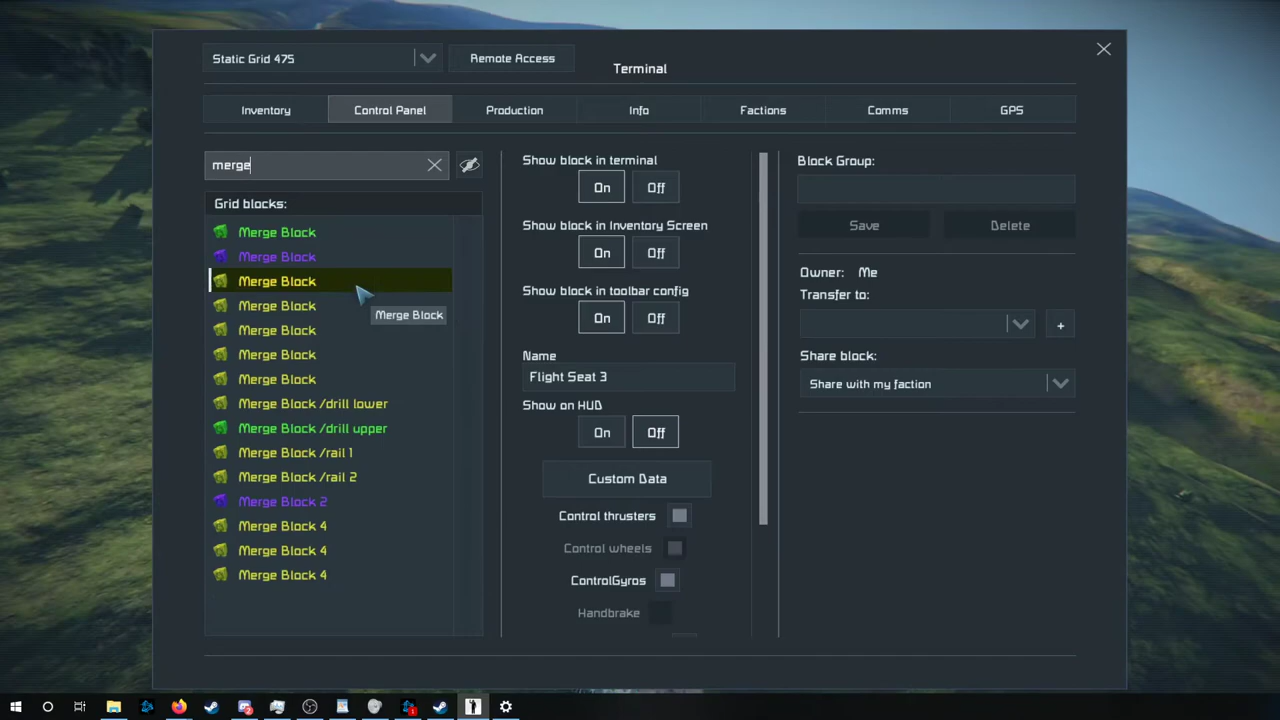 Static Grid 475
Remote Access
Terminal
Inventory
Control Panel
Production
Info
Factions
Comms
GPS
merge
Grid blocks:
Merge Block
Merge Block
Merge Block
Merge Block
Merge Block
Merge Block
Merge Block
Merge Block /drill lower
Merge Block /drill upper
Merge Block /rail 1
Merge Block /rail 2
Merge Block 2
Merge Block 4
Merge Block 4
Merge Block 4
Merge Block
Show block in terminal
On Off
Show block in Inventory Screen
On Off
Show block in toolbar config
On Off
Name
Flight Seat 3
Show on HUD
On Off
Custom Data
Control thrusters
Control wheels
ControlGyros
Handbrake
Block Group:
Save Delete
Owner: Me
Transfer to:
+
Share block:
Share with my faction